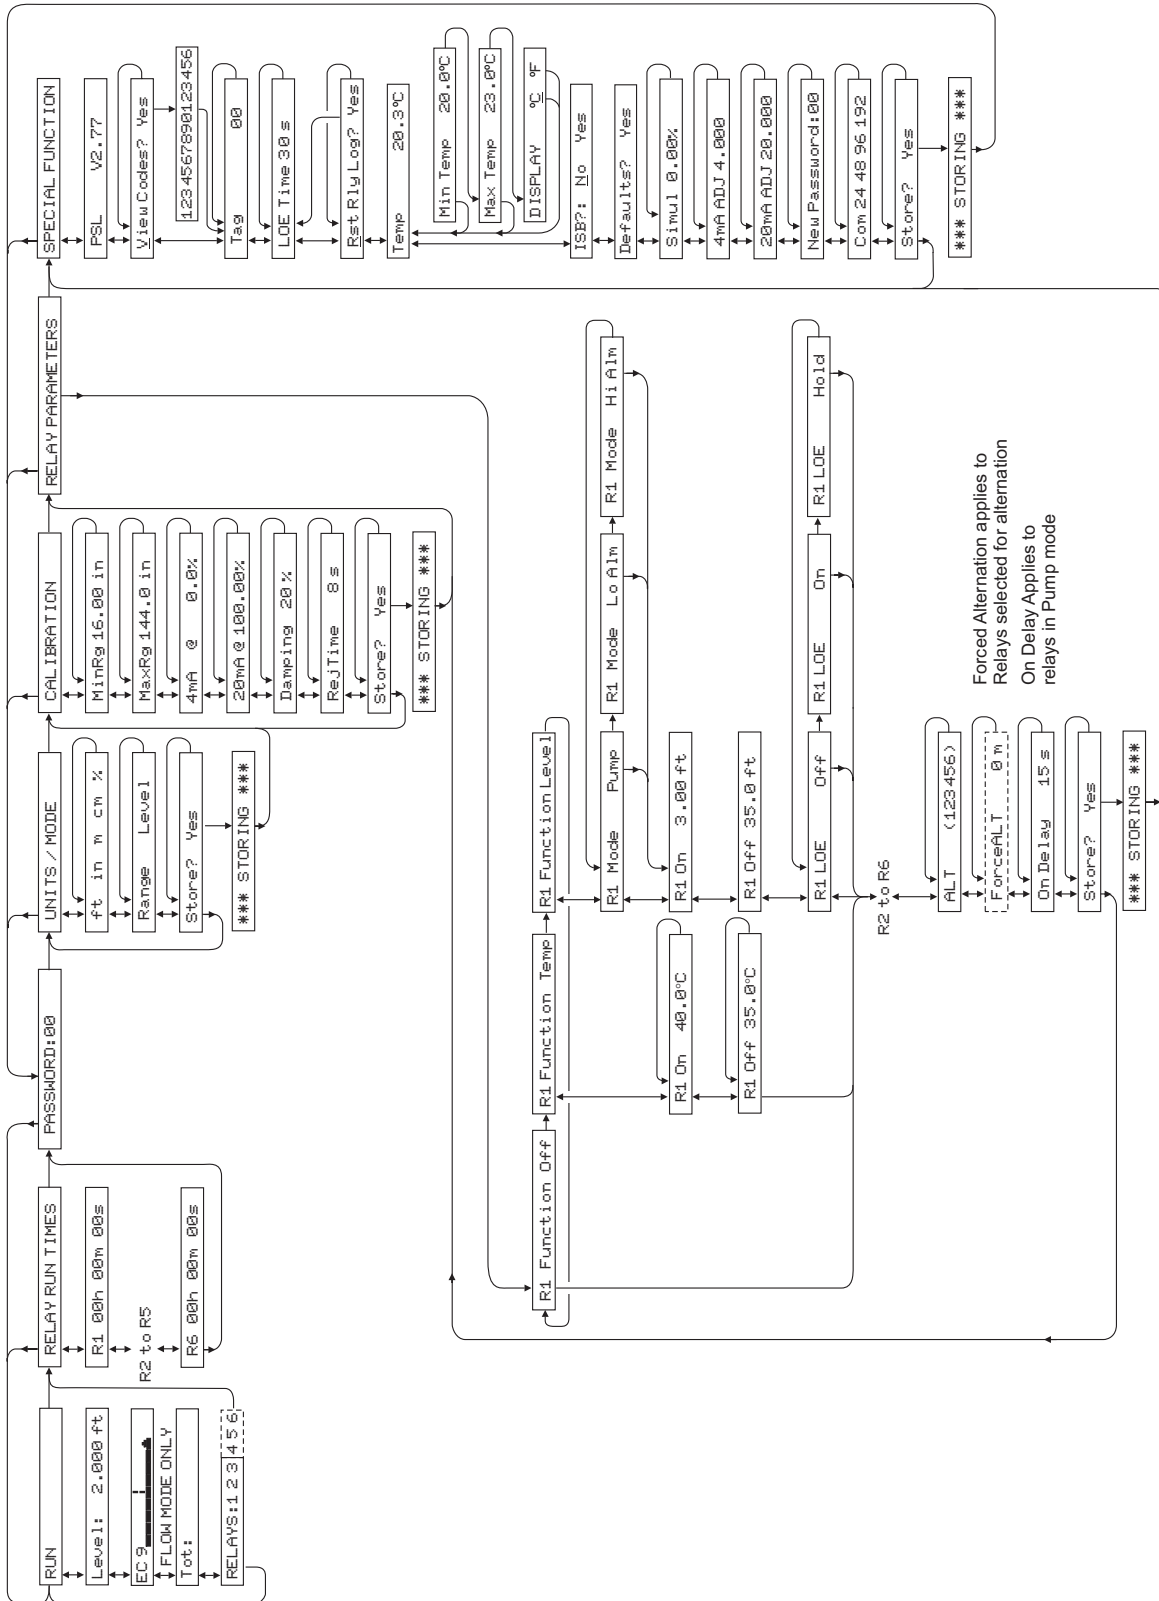 RUN
Level: 2.000 ft
EC 9
FLOW MODE ONLY
Tot:
RELAYS:1 2 3 4 5 6
RELAY RUN TIMES
R1 00h 00m 00s
R2 to R5
R6 00h 00m 00s
PASSWORD:00
UNITS / MODE
ft in m cm %
Range Level
Store? Yes
*** STORING ***
CALIBRATION
MinRg 16.00 in
MaxRg 144.0 in
4mA @ 0.0%
20mA @ 100.00%
Damping 20 %
RejTime 8 s
Store? Yes
*** STORING ***
RELAY PARAMETERS
SPECIAL FUNCTION
PSL V2.77
View Codes? Yes
1234567890123456
Tag 00
LOE Time 30 s
Rst Rly Log? Yes
Temp 20.3°C
Min Temp 20.0°C
Max Temp 23.0°C
DISPLAY °C °F
ISB?: No Yes
Defaults? Yes
Simul 0.00%
4mA ADJ 4.000
20mA ADJ 20.000
New Password:00
Com 24 48 96 192
Store? Yes
*** STORING ***
R1 Function Off
R1 Function Temp
R1 Function Level
R1 On 40.0°C
R1 Off 35.0°C
R1 Mode Pump
R1 Mode Lo Alm
R1 Mode Hi Alm
R1 On 3.00 ft
R1 Off 35.0 ft
R1 LOE Off
R1 LOE On
R1 LOE Hold
R2 to R6
ALT (123456)
ForceALT 0 m
On Delay 15 s
Store? Yes
*** STORING ***
Forced Alternation applies to
Relays selected for alternation
On Delay Applies to
relays in Pump mode